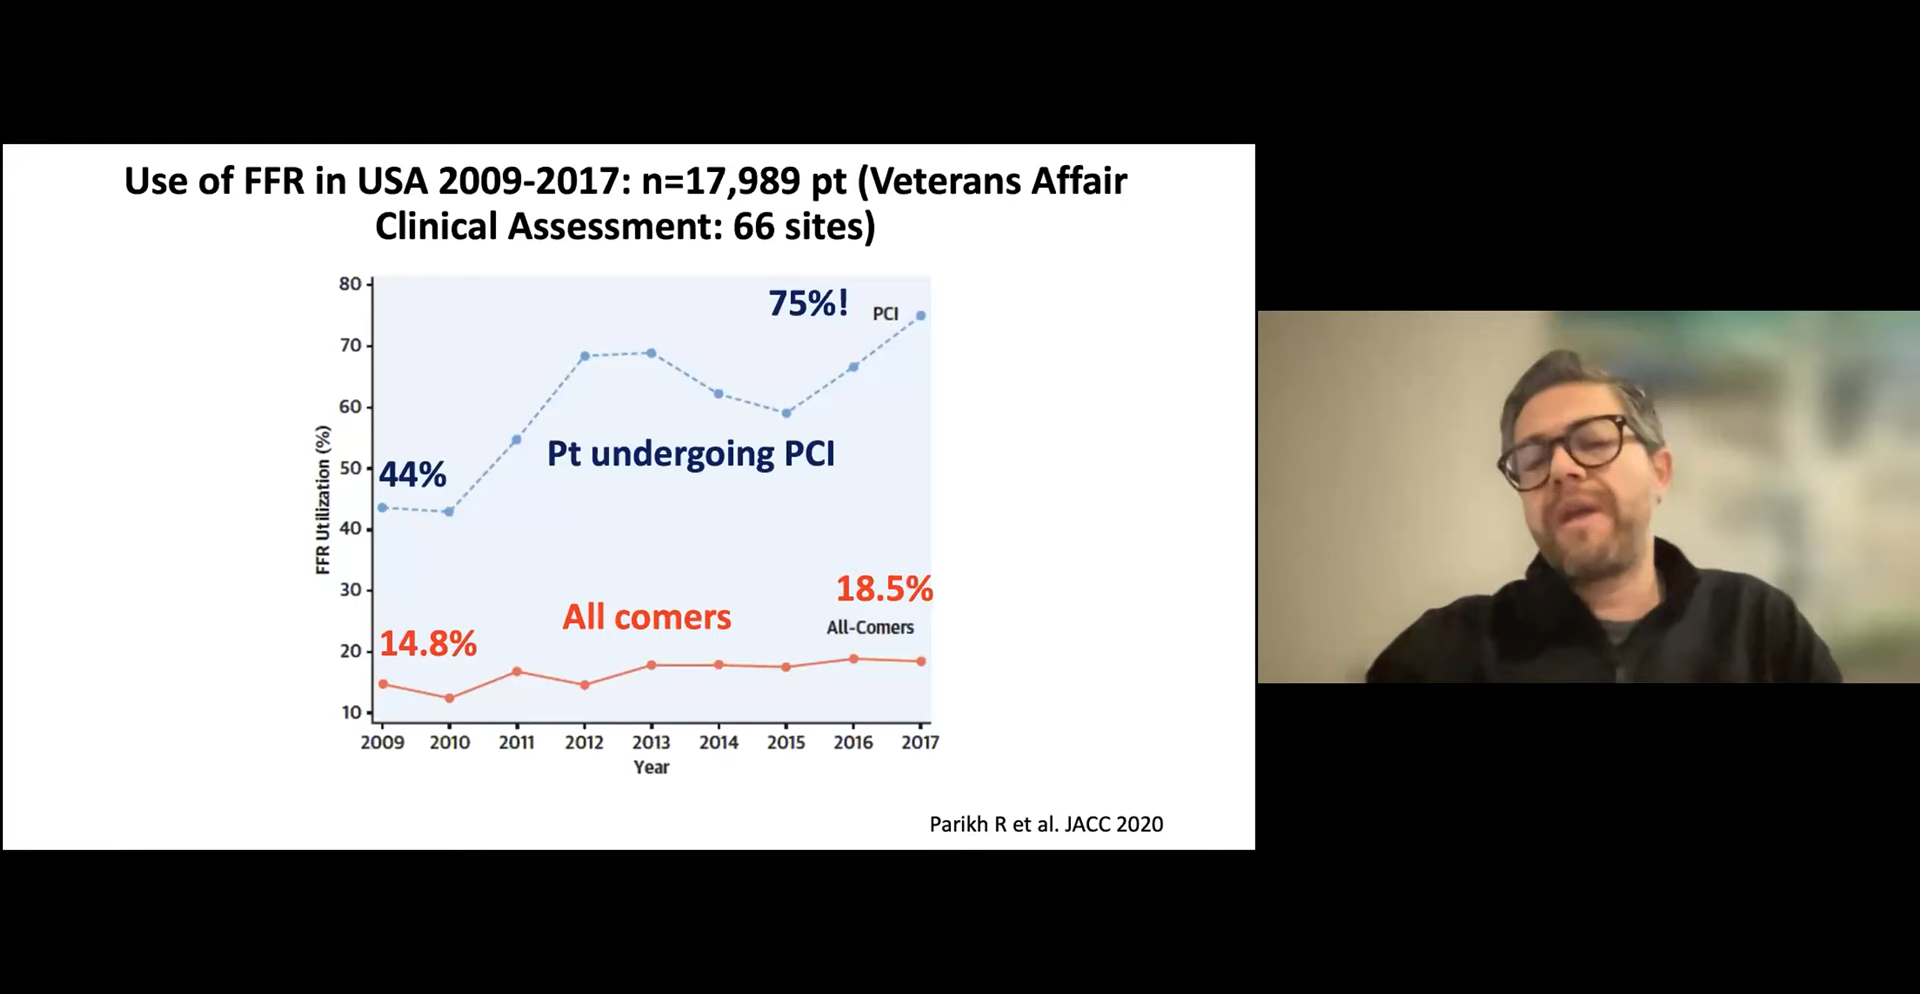 Use of FFR in USA 2009-2017: n=17,989 pt (Veterans Affair
Clinical Assessment: 66 sites)
80
75%!
PCI
70
60
Pt undergoing PCI
50
44%
40
FFR Utilization (%)
30
18.5%
All comers
All-Comers
14.8%
20
10
2009 2010 2011 2012 2013 2014 2015 2016 2017
Year
Parikh R et al. JACC 2020